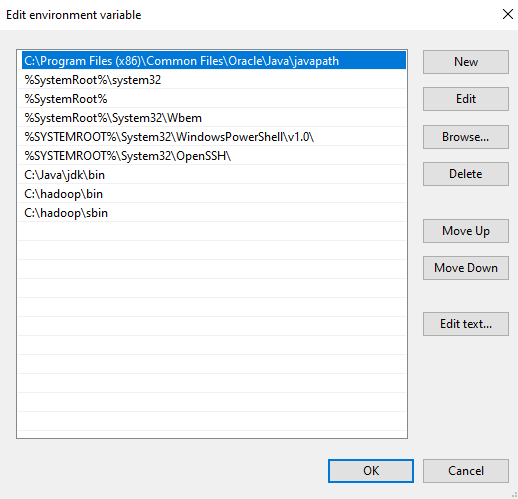 Edit environment variable
C:\Program Files (x86)\Common Files\Oracle\Java\javapath
%SystemRoot%\system32
%SystemRoot%
%SystemRoot%\System32\Wbem
%SYSTEMROOT%\System32\WindowsPowerShell\v1.0\
%SYSTEMROOT%\System32\OpenSSH\
C:\Java\jdk\bin
C:\hadoop\bin
C:\hadoop\sbin
New
Edit
Browse...
Delete
Move Up
Move Down
Edit text...
OK
Cancel